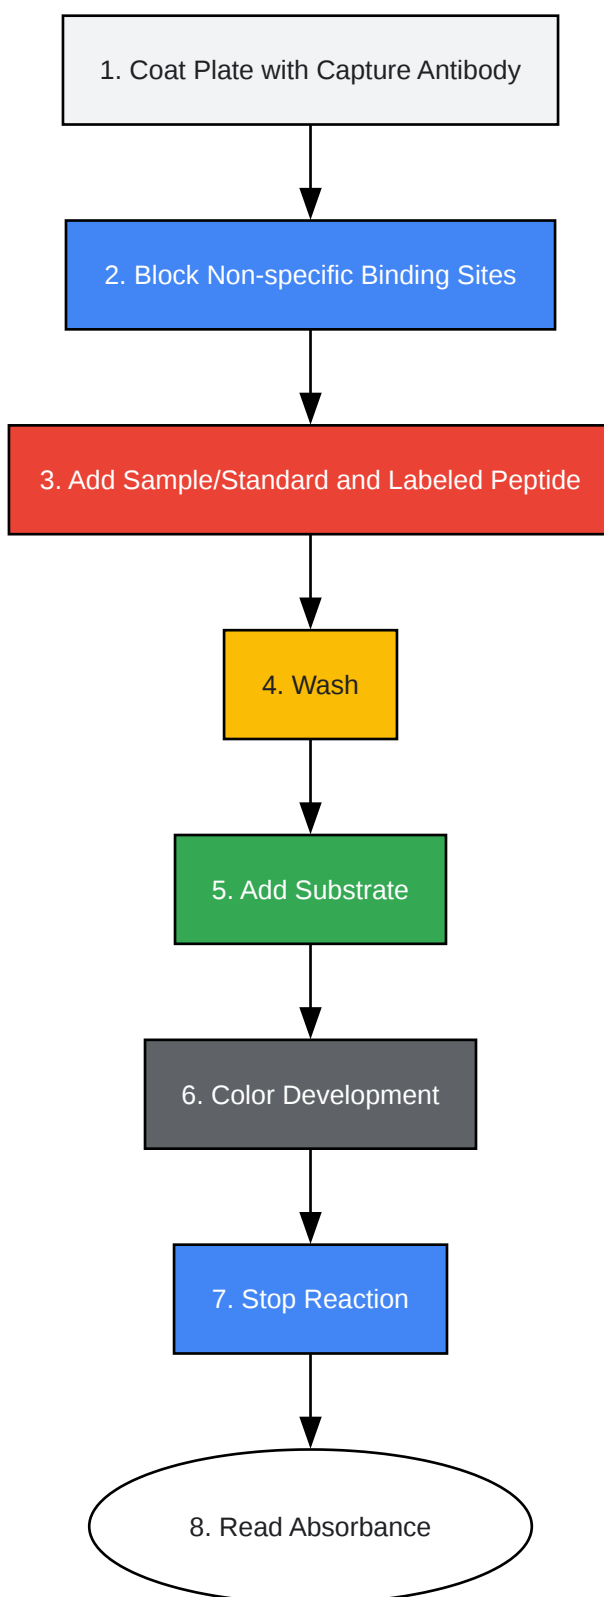 1. Coat Plate with Capture Antibody
2. Block Non-specific Binding Sites
3. Add Sample/Standard and Labeled Peptide
4. Wash
5. Add Substrate
6. Color Development
7. Stop Reaction
8. Read Absorbance